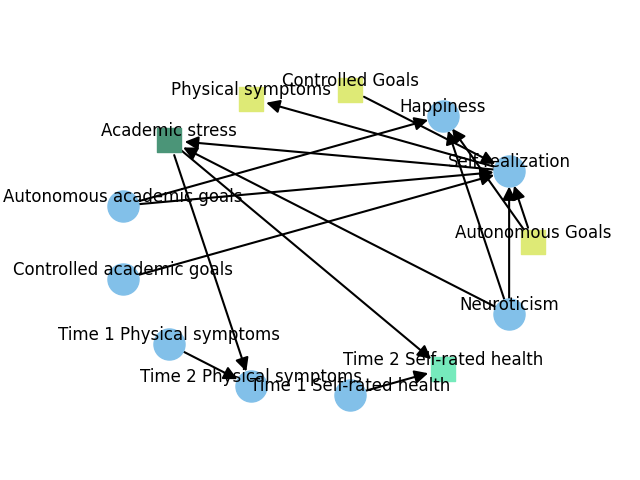 Controlled Goals
Physical symptoms
Happiness
Academic stress
Self-realization
Autonomous academic goals
Autonomous Goals
Controlled academic goals
Neuroticism
Time 1 Physical symptoms
Time 2 Self-rated health
Time 2 Physical symptoms
Time 1 Self-rated health